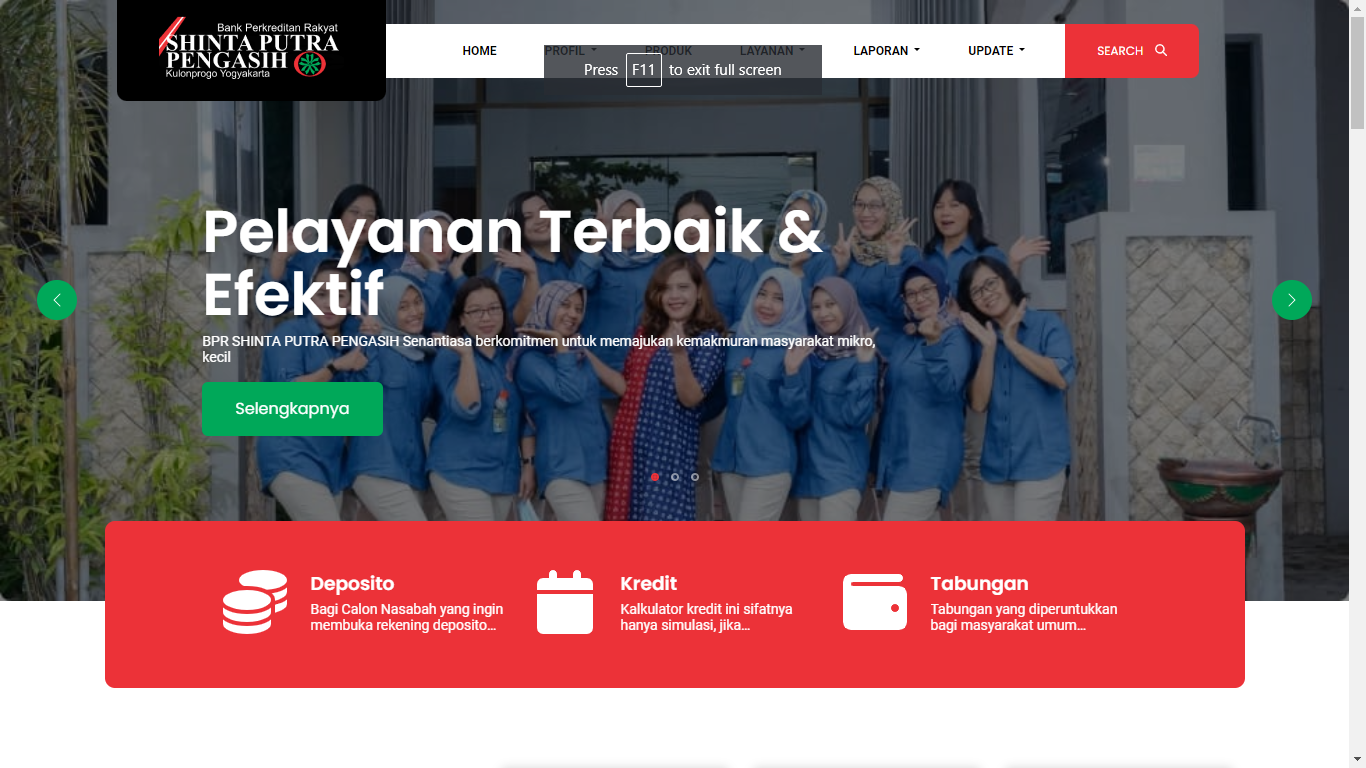 Bank Perkreditan Rakyat
SHINTA PUTRA
PENGASIH
Kulonprogo Yogyakarta
HOME PROFIL PRODUK LAYANAN LAPORAN UPDATE SEARCH
Press F11 to exit full screen
Pelayanan Terbaik &
Efektif
BPR SHINTA PUTRA PENGASIH Senantiasa berkomitmen untuk memajukan kemakmuran masyarakat mikro,
kecil
Selengkapnya
Deposito
Bagi Calon Nasabah yang ingin
membuka rekening deposito...
Kredit
Kalkulator kredit ini sifatnya
hanya simulasi, jika...
Tabungan
Tabungan yang diperuntukkan
bagi masyarakat umum...